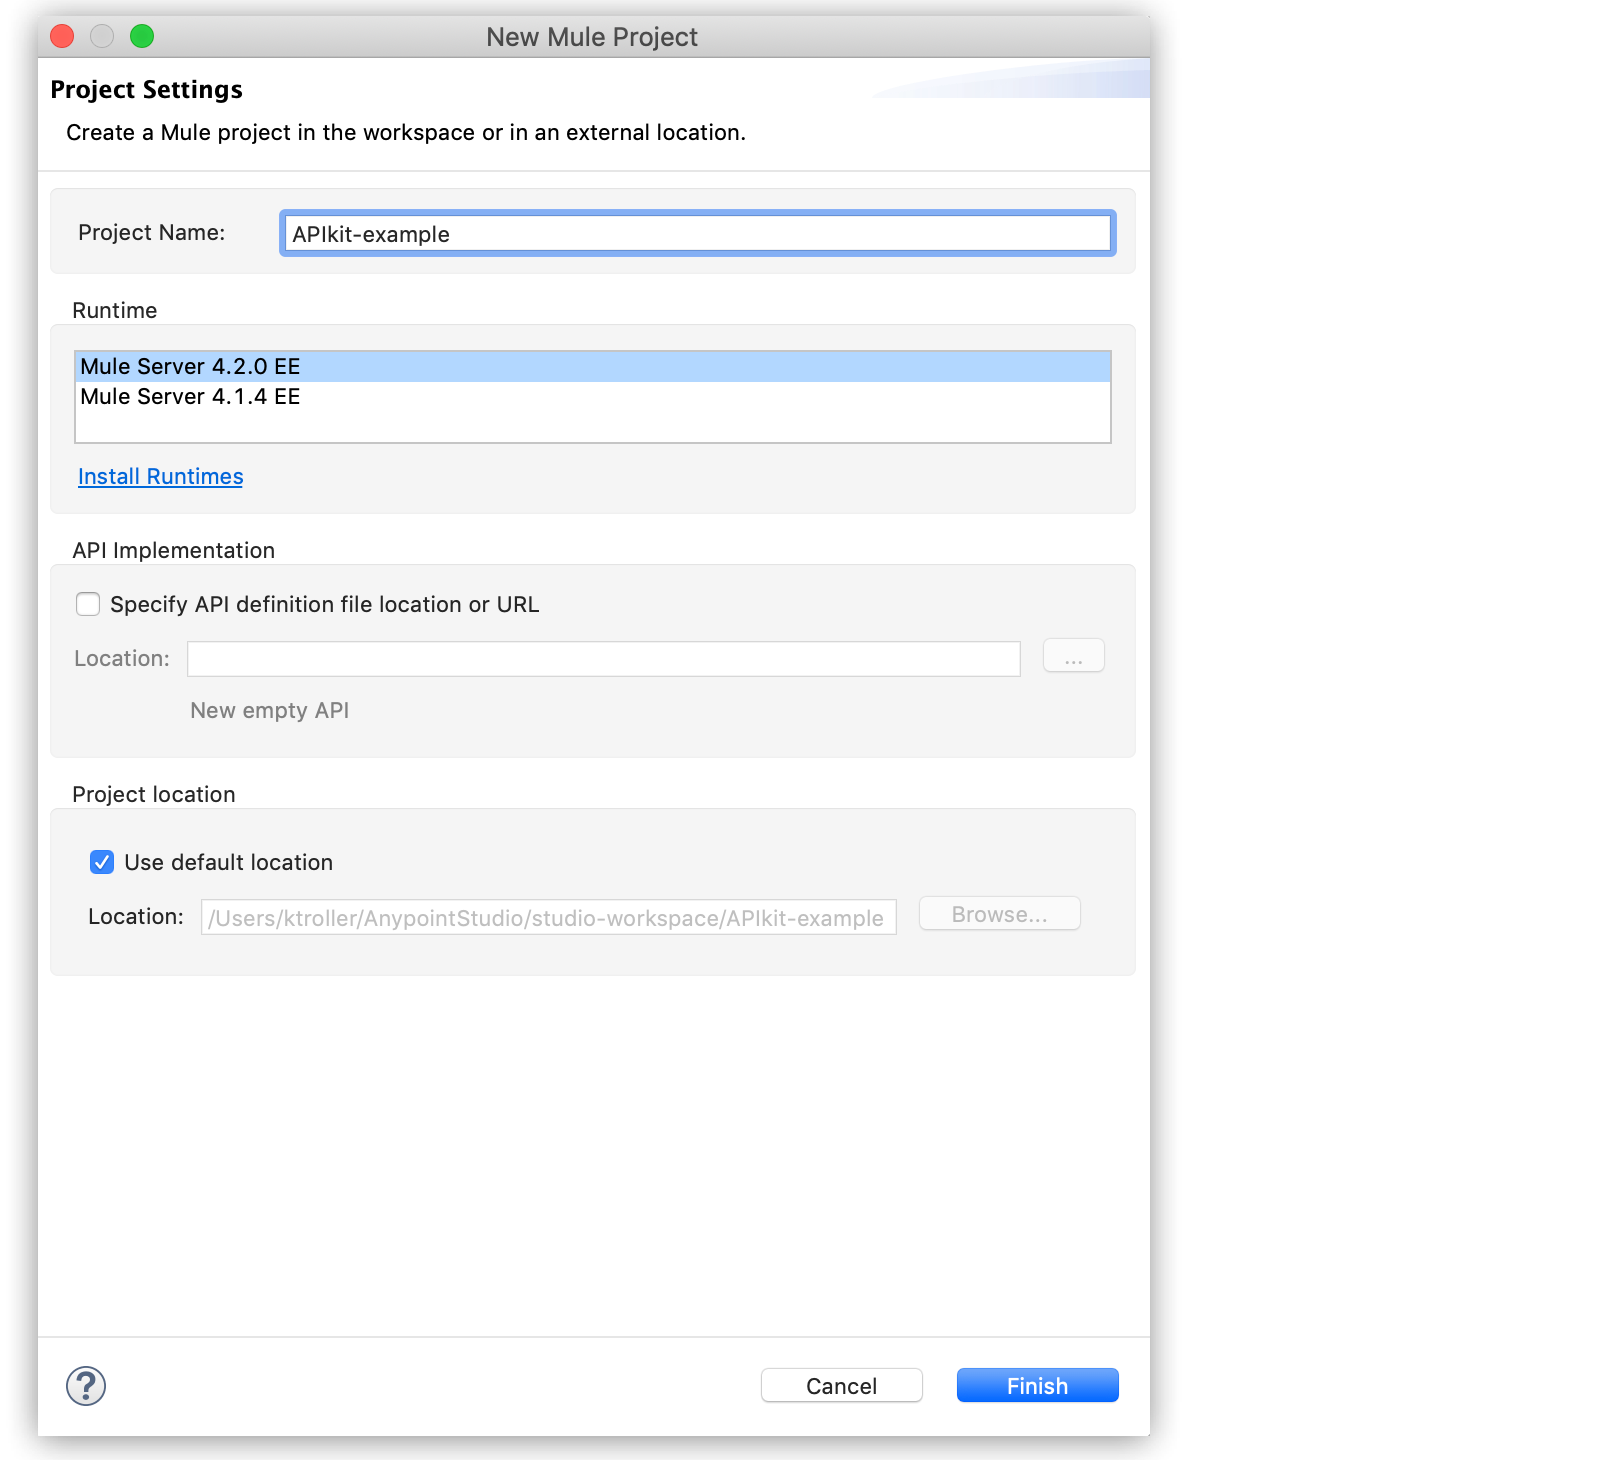 New Mule Project
Project Settings
Create a Mule project in the workspace or in an external location.
Project Name: APIkit-example
Runtime
Mule Server 4.2.0 EE
Mule Server 4.1.4 EE
Install Runtimes
API Implementation
Specify API definition file location or URL
Location: ...
New empty API
Project location
Use default location
Location: /Users/ktroller/AnypointStudio/studio-workspace/APIkit-example Browse...
? Cancel Finish